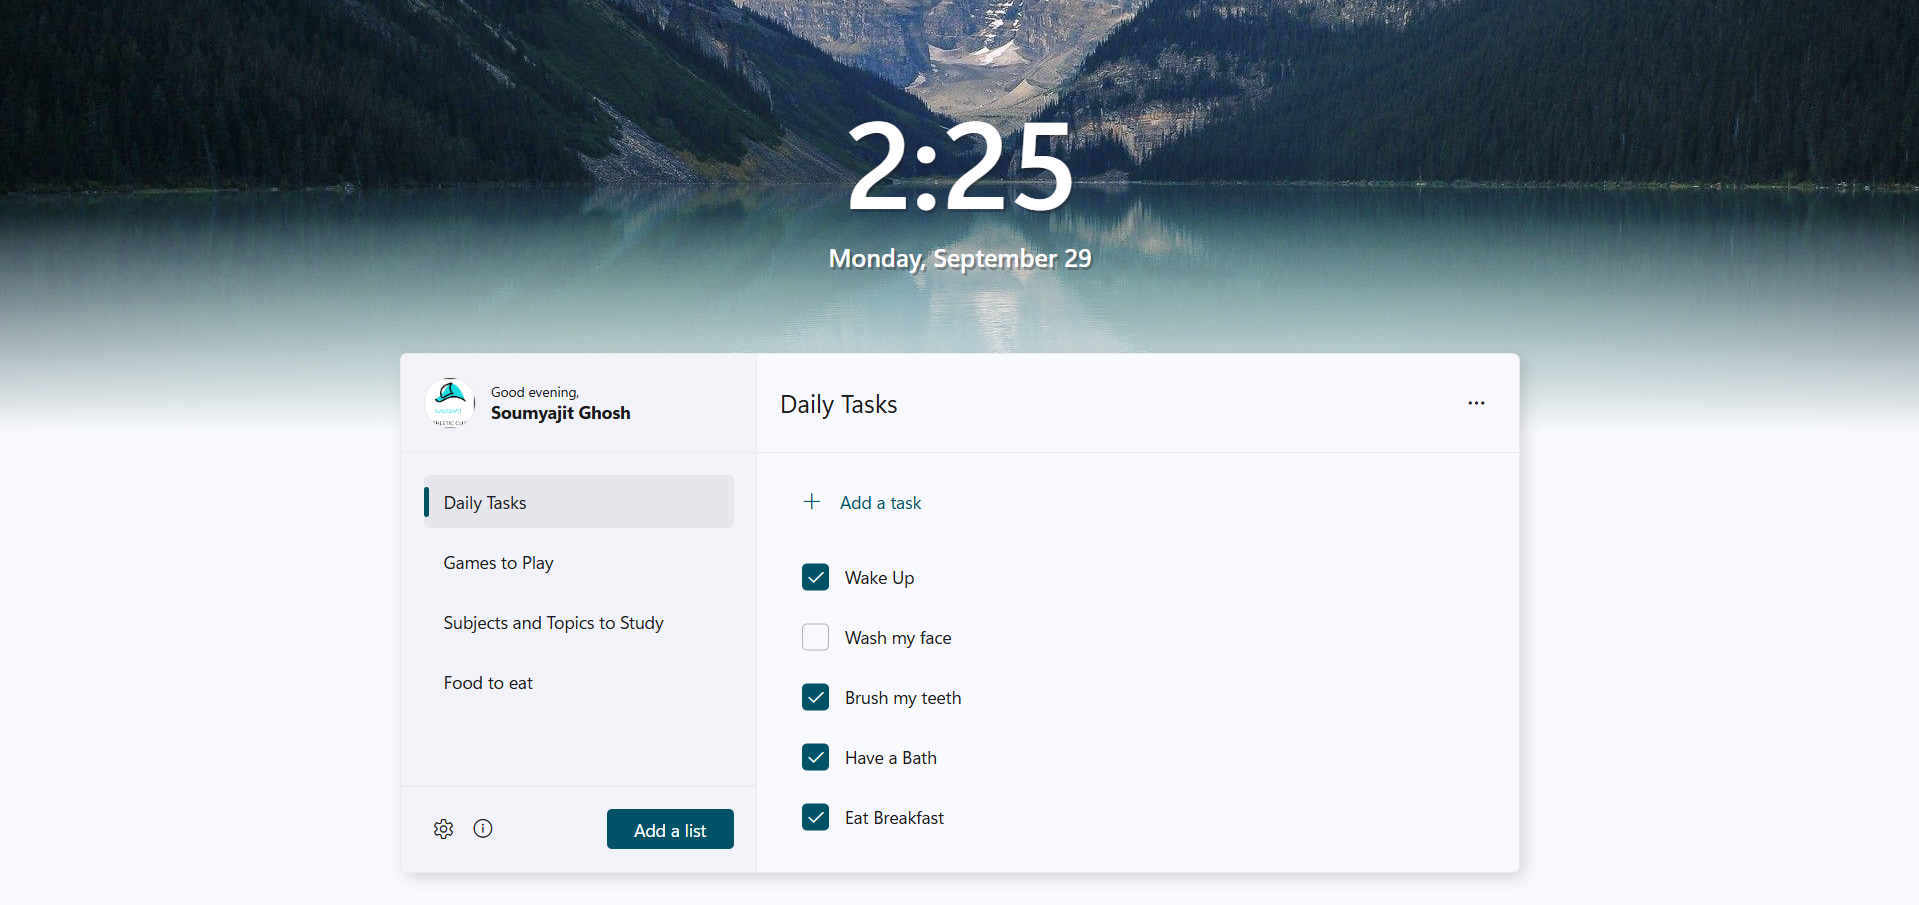 2:25
Monday, September 29
Good evening,
Soumyajit Ghosh
Daily Tasks
Games to Play
Subjects and Topics to Study
Food to eat
Add a list
Daily Tasks
Add a task
Wake Up
Wash my face
Brush my teeth
Have a Bath
Eat Breakfast